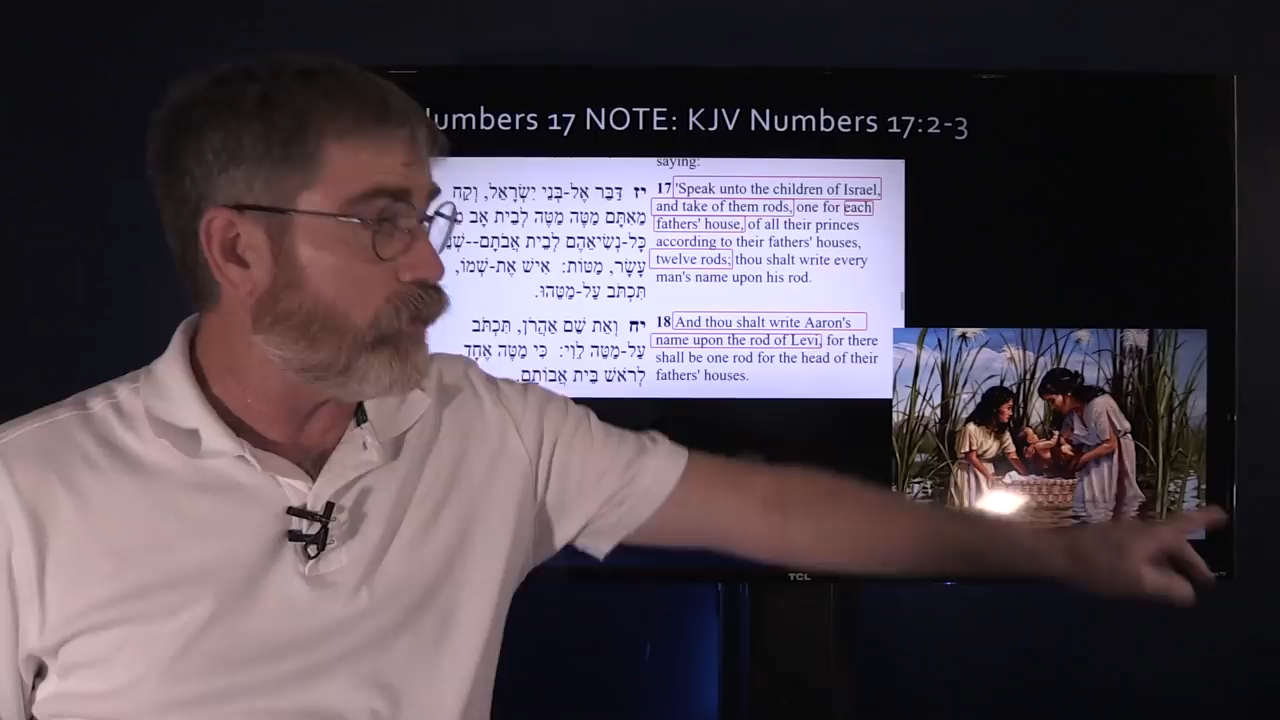 umbers 17 NOTE: KJV Numbers 17:2-3
saying:
יז דַּבֵּר אֶל-בְּנֵי יִשְׂרָאֵל, וְקַח
מֵאִתָּם מַטֶּה מַטֶּה לְבֵית אָב
כָּל-נְשִׂיאֵהֶם לְבֵית אֲבֹתָם--
עָשָׂר, מַטּוֹת: אִישׁ אֶת-שְׁמוֹ,
תִּכְתֹּב עַל-מַטֵּהוּ.
17 'Speak unto the children of Israel,
and take of them rods, one for each
fathers' house, of all their princes
according to their fathers' houses,
twelve rods; thou shalt write every
man's name upon his rod.
יח וְאֵת שֵׁם אַהֲרֹן, תִּכְתֹּב
עַל-מַטֵּה לֵוִי: כִּי מַטֶּה אֶחָד,
לְרֹאשׁ בֵּית אֲבוֹתָם.
18 And thou shalt write Aaron's
name upon the rod of Levi, for there
shall be one rod for the head of their
fathers' houses.
TCL